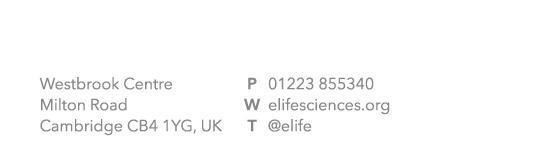 Westbrook Centre P 01223 855340
Milton Road W elifesciences.org
Cambridge CB4 1YG, UK T @elife